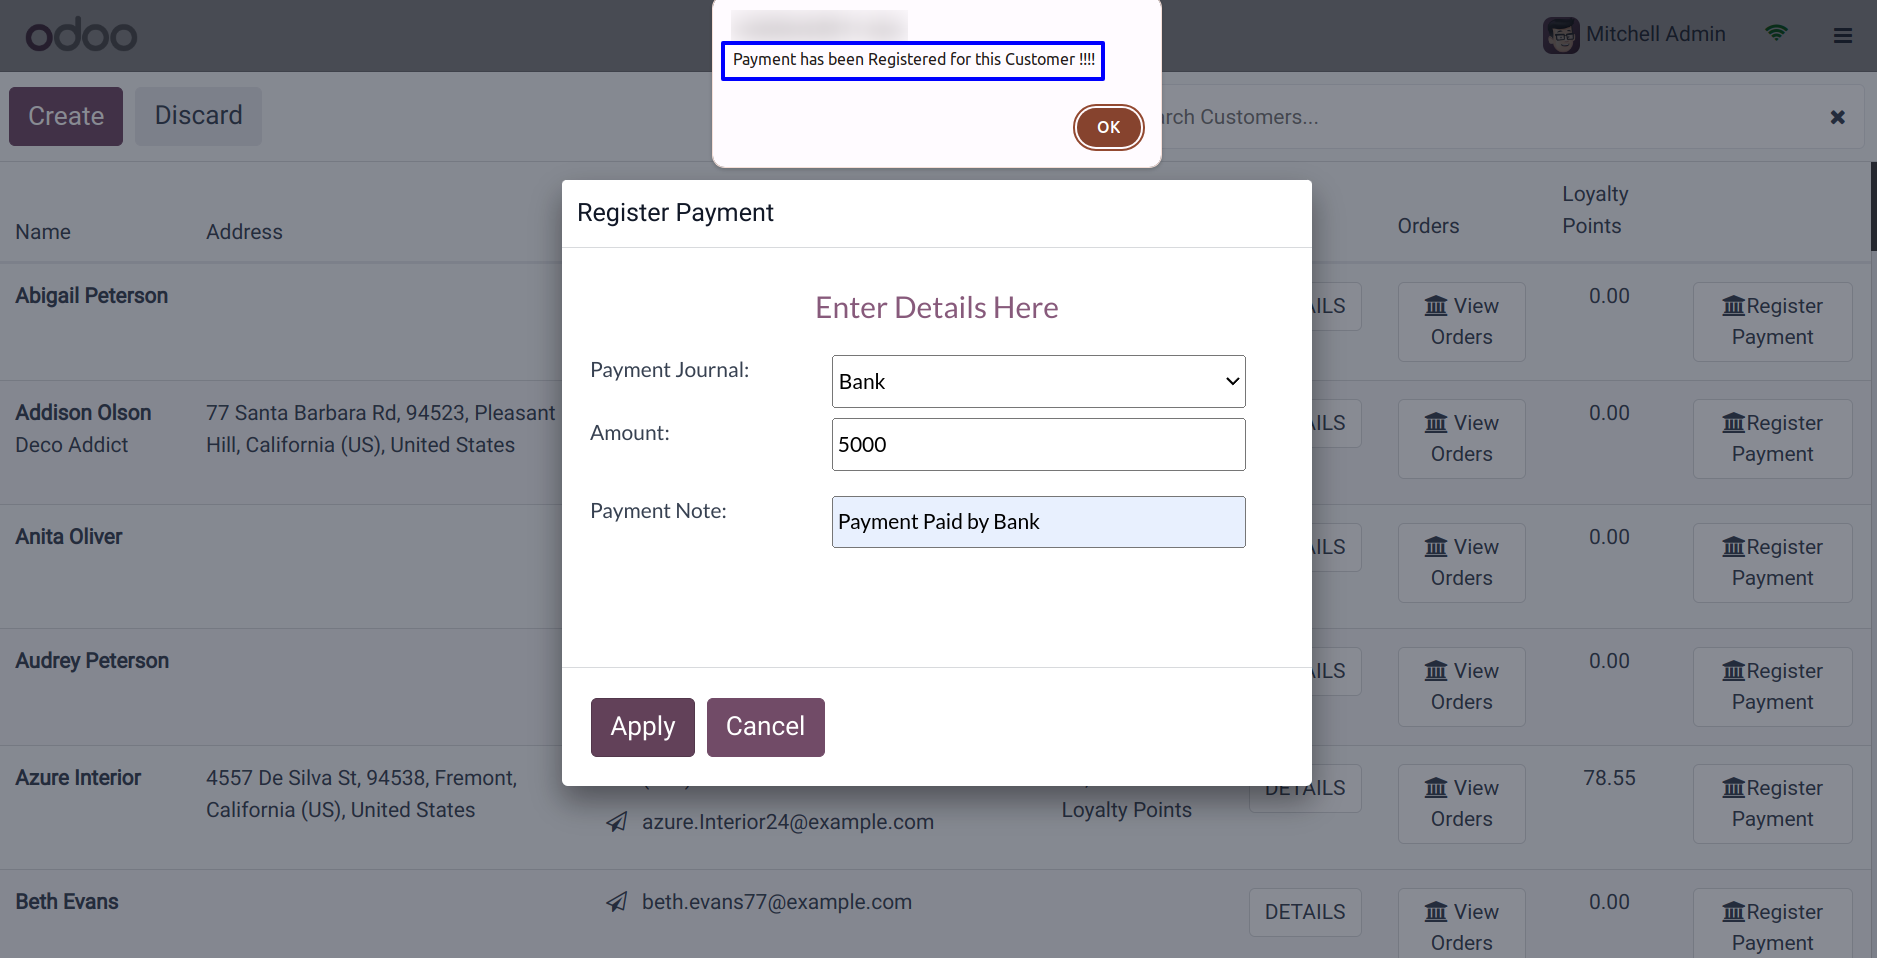 odoo
Payment has been Registered for this Customer !!!!
OK
Mitchell Admin
Create
Discard
rch Customers...
Name
Address
Orders
Loyalty
Points
Register Payment
Enter Details Here
Payment Journal:
Bank
Amount:
5000
Payment Note:
Payment Paid by Bank
Apply
Cancel
Abigail Peterson
ILS
View
Orders
0.00
Register
Payment
Addison Olson
Deco Addict
77 Santa Barbara Rd, 94523, Pleasant
Hill, California (US), United States
ILS
View
Orders
0.00
Register
Payment
Anita Oliver
ILS
View
Orders
0.00
Register
Payment
Audrey Peterson
ILS
View
Orders
0.00
Register
Payment
Azure Interior
4557 De Silva St, 94538, Fremont,
California (US), United States
azure.Interior24@example.com
Loyalty Points
DETAILS
View
Orders
78.55
Register
Payment
Beth Evans
beth.evans77@example.com
DETAILS
View
Orders
0.00
Register
Payment